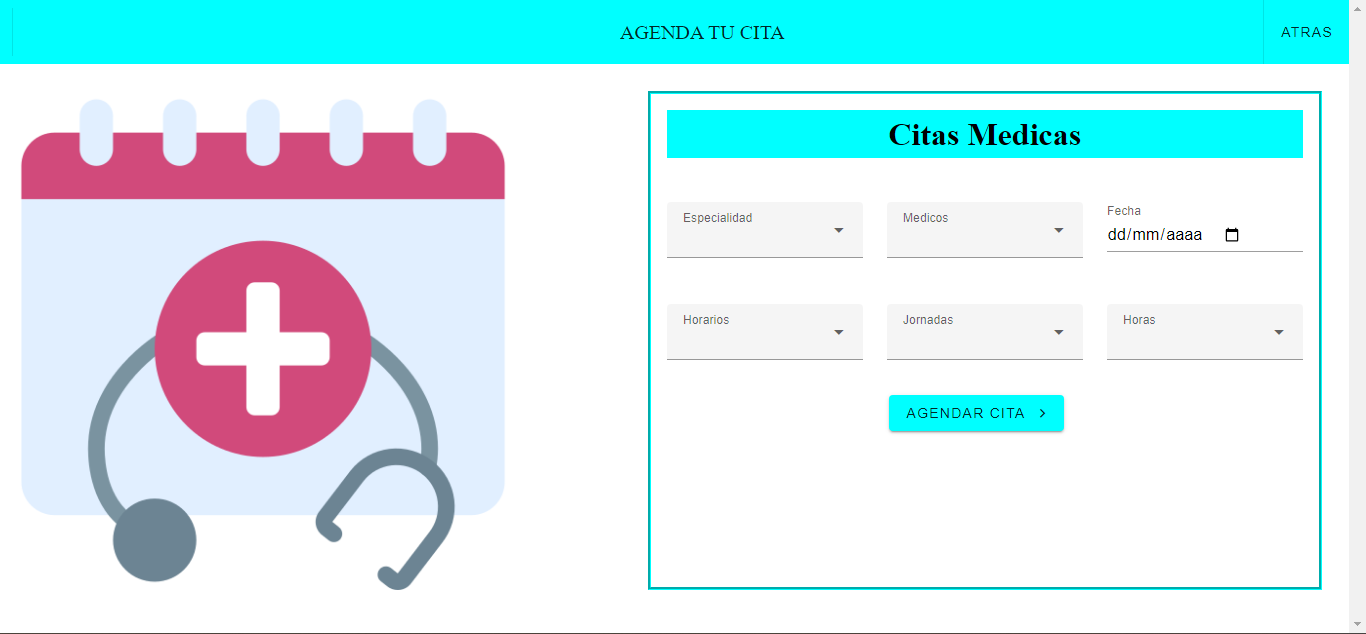 AGENDA TU CITA
ATRAS
Citas Medicas
Especialidad
Medicos
Fecha
dd/mm/aaaa
Horarios
Jornadas
Horas
AGENDAR CITA